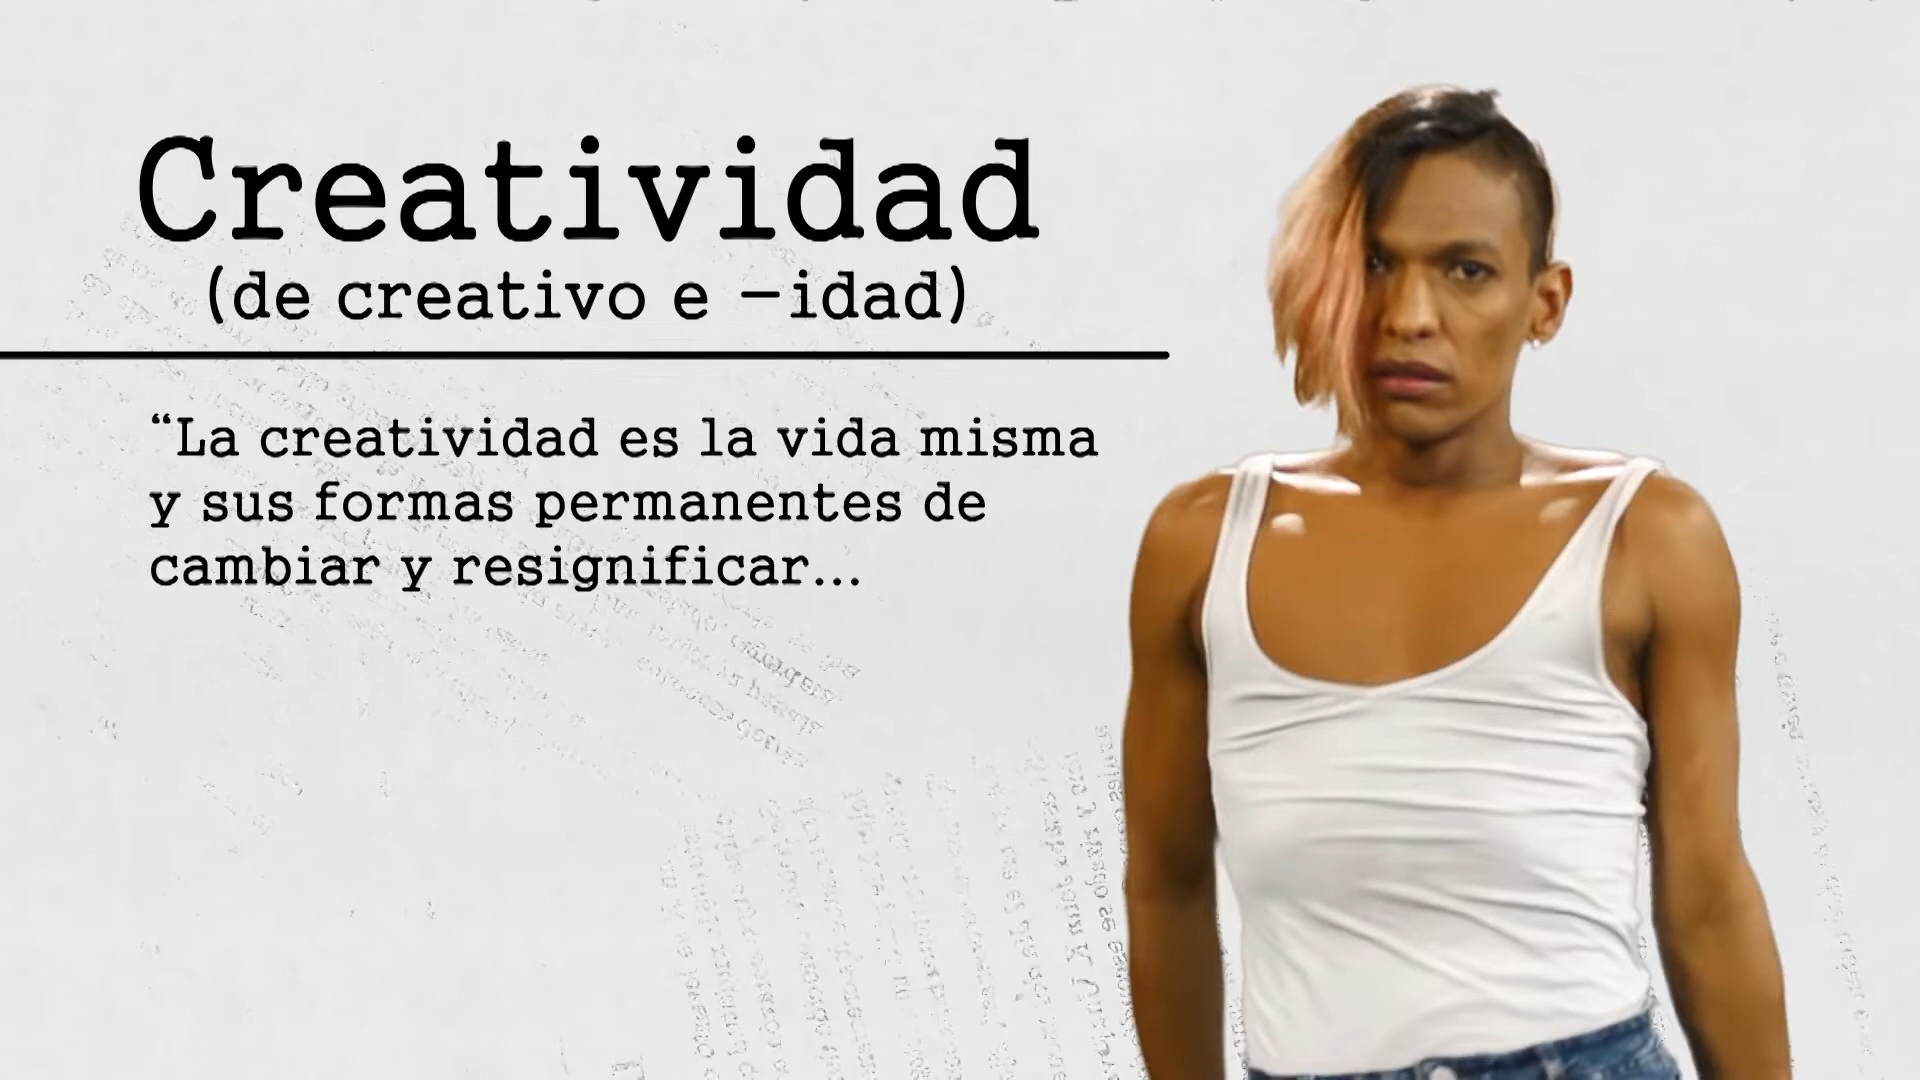 Creatividad
(de creativo e –idad)
“La creatividad es la vida misma
y sus formas permanentes de
cambiar y resignificar...